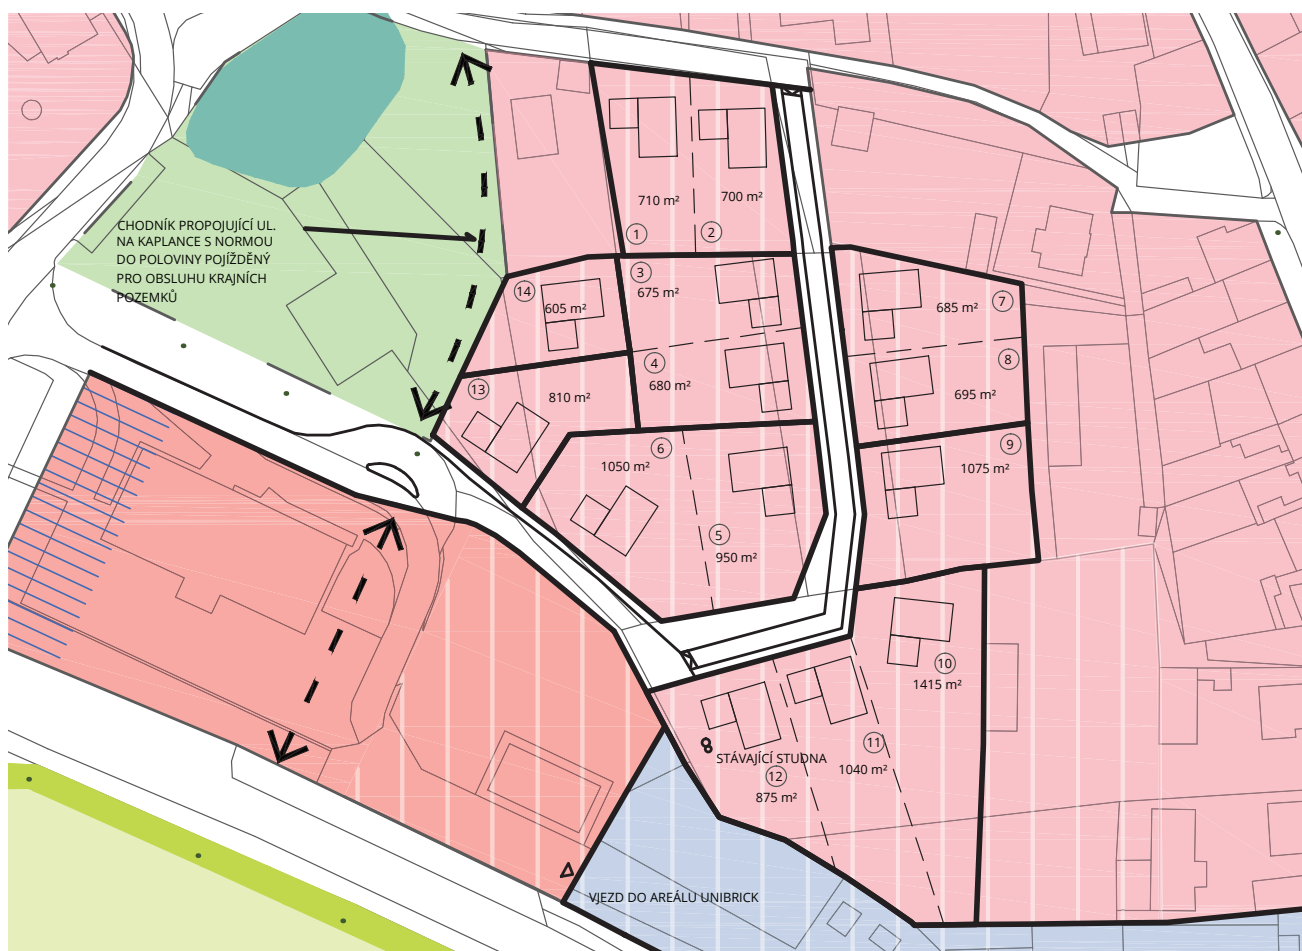 CHODNÍK PROPOJUJÍCÍ UL.
NA KAPLANCE S NORMOU
DO POLOVINY POJÍŽDĚNÝ
PRO OBSLUHU KRAJNÍCH
POZEMKŮ
710 m²
700 m²
1
2
3
675 m²
14
605 m²
4
680 m²
13
810 m²
6
1050 m²
5
950 m²
685 m²
7
8
695 m²
9
1075 m²
10
1415 m²
11
1040 m²
STÁVAJÍCÍ STUDNA
12
875 m²
VJEZD DO AREÁLU UNIBRICK